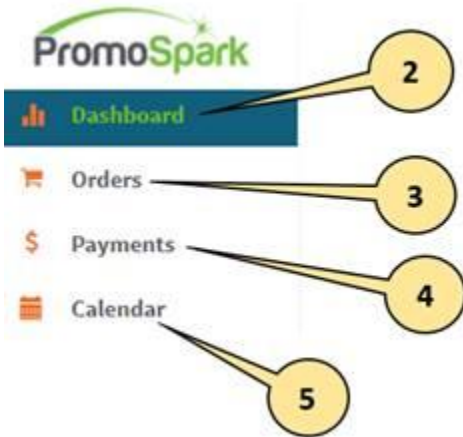 PromoSpark
2
Dashboard
Orders
3
Payments
4
Calendar
5